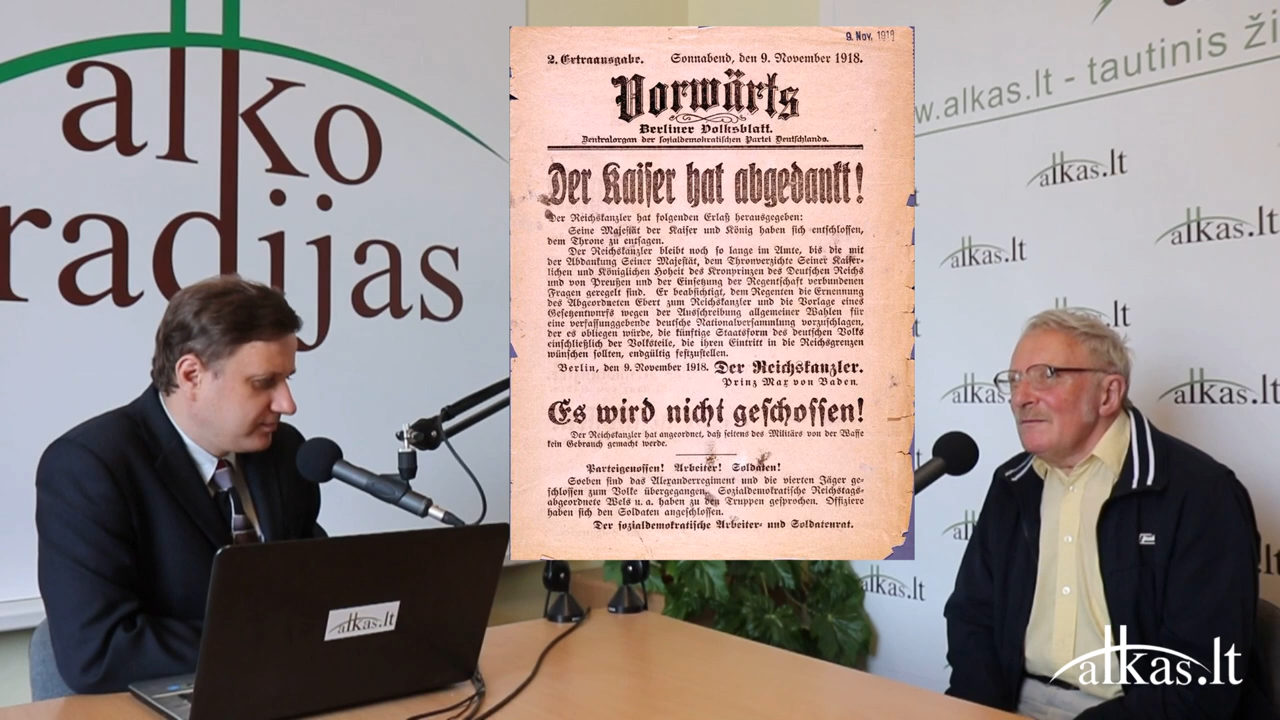 alko
radijas
www.alkas.lt - tautinis ži
alkas.lt
alkas.lt
alkas.lt
alkas.lt
alkas.lt
alkas.lt
alkas.lt
9. Nov. 1918
2. Extraausgabe. Sonnabend, den 9. November 1918.
Vorwärts
Berliner Volksblatt.
Zentralorgan der sozialdemokratischen Partei Deutschlands.
Der Kaiser hat abgedankt!
Der Reichskanzler hat folgenden Erlaß herausgegeben:
Seine Majestät der Kaiser und König haben sich entschlossen,
dem Throne zu entsagen.
Der Reichskanzler bleibt noch so lange im Amte, bis die mit
der Abdankung Seiner Majestät, dem Thronverzichte Seiner Kaiser-
lichen und Königlichen Hoheit des Kronprinzen des Deutschen Reichs
und von Preußen und der Einsetzung der Regentschaft verbundenen
Fragen geregelt sind. Er beabsichtigt, dem Regenten die Ernennung
des Abgeordneten Ebert zum Reichskanzler und die Vorlage eines
Gesetzentwurfs wegen der Ausschreibung allgemeiner Wahlen für
eine verfassunggebende deutsche Nationalversammlung vorzuschlagen,
der es obliegen würde, die künftige Staatsform des deutschen Volks
einschließlich der Volksteile, die ihren Eintritt in die Reichsgrenzen
wünschen sollten, endgültig festzustellen.
Berlin, den 9. November 1918. Der Reichskanzler.
Prinz Max von Baden.
Es wird nicht geschossen!
Der Reichskanzler hat angeordnet, daß seitens des Militärs von der Waffe
kein Gebrauch gemacht werde.
Parteigenossen! Arbeiter! Soldaten!
Soeben sind das Alexanderregiment und die vierten Jäger ge-
schlossen zum Volke übergegangen. Sozialdemokratische Reichstags-
abgeordnete Wels u. a. haben zu den Truppen gesprochen. Offiziere
haben sich den Soldaten angeschlossen.
Der sozialdemokratische Arbeiter- und Soldatenrat.
alkas.lt
alkas.lt